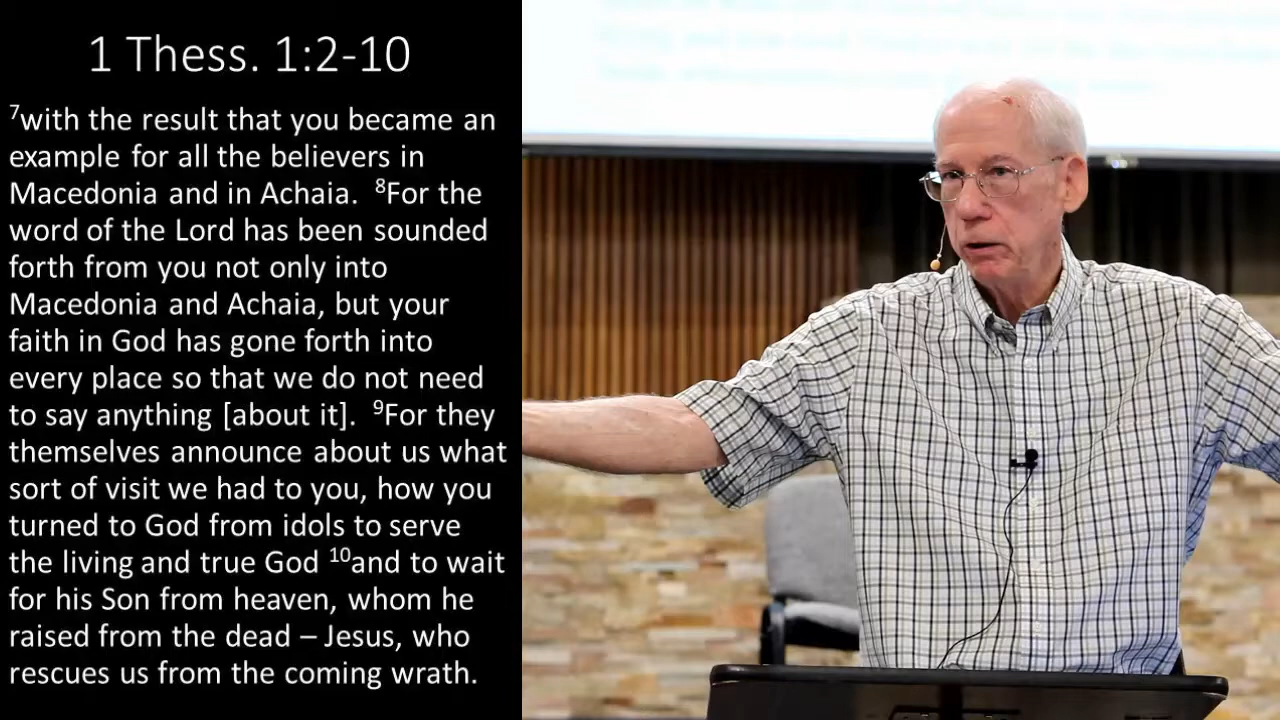 1 Thess. 1:2-10
⁷with the result that you became an
example for all the believers in
Macedonia and in Achaia. ⁸For the
word of the Lord has been sounded
forth from you not only into
Macedonia and Achaia, but your
faith in God has gone forth into
every place so that we do not need
to say anything [about it]. ⁹For they
themselves announce about us what
sort of visit we had to you, how you
turned to God from idols to serve
the living and true God ¹⁰and to wait
for his Son from heaven, whom he
raised from the dead – Jesus, who
rescues us from the coming wrath.